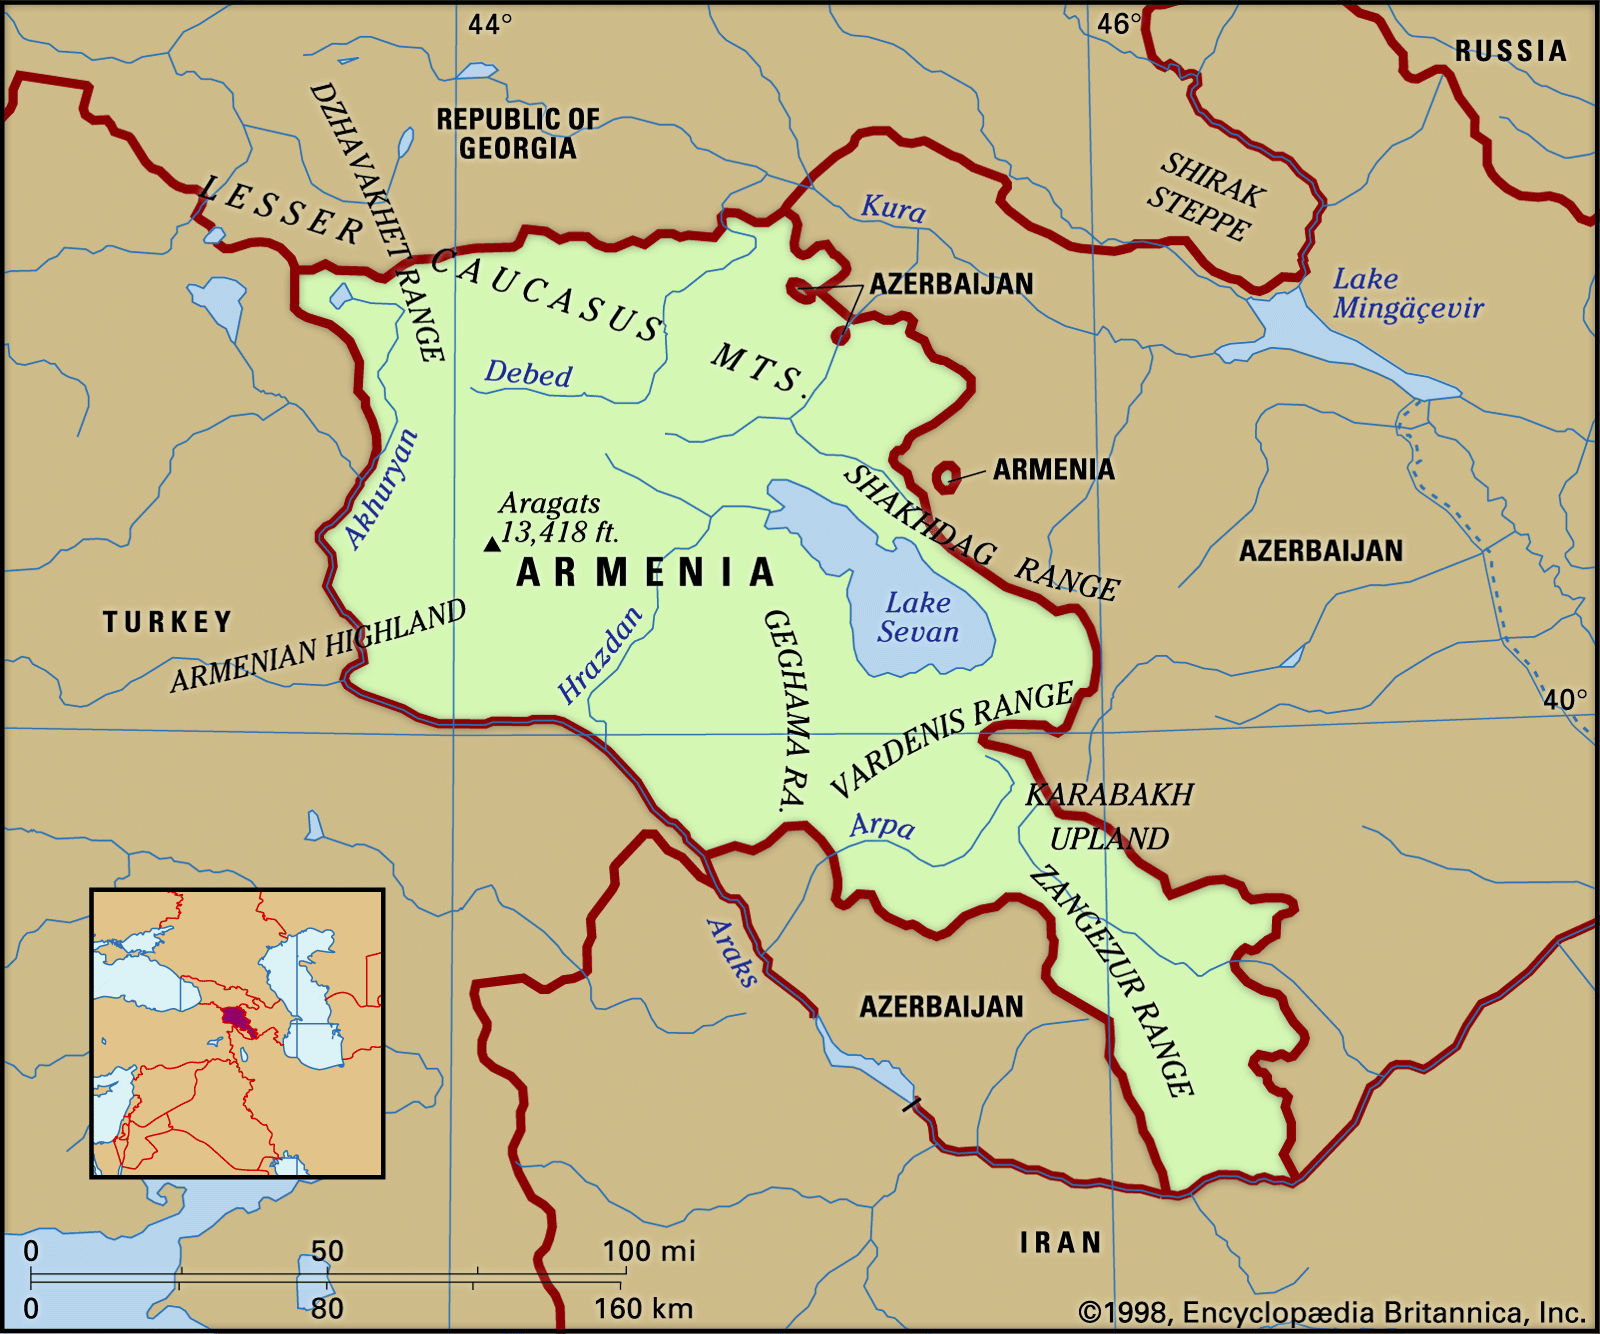 44°
46°
RUSSIA
DZHAVAKHET RANGE
REPUBLIC OF
GEORGIA
SHIRAK
STEPPE
LESSER CAUCASUS MTS.
Kura
AZERBAIJAN
Lake
Mingäçevir
Debed
Akhuryan
ARMENIA
SHAKHDAG RANGE
Aragats
13,418 ft.
ARMENIA
AZERBAIJAN
Lake
Sevan
TURKEY
ARMENIAN HIGHLAND
Hrazdan
GEGHAMA RA.
VARDENIS RANGE
40°
KARABAKH
UPLAND
Arpa
ZANGEZUR RANGE
Araks
AZERBAIJAN
IRAN
0 50 100 mi
0 80 160 km
©1998, Encyclopædia Britannica, Inc.